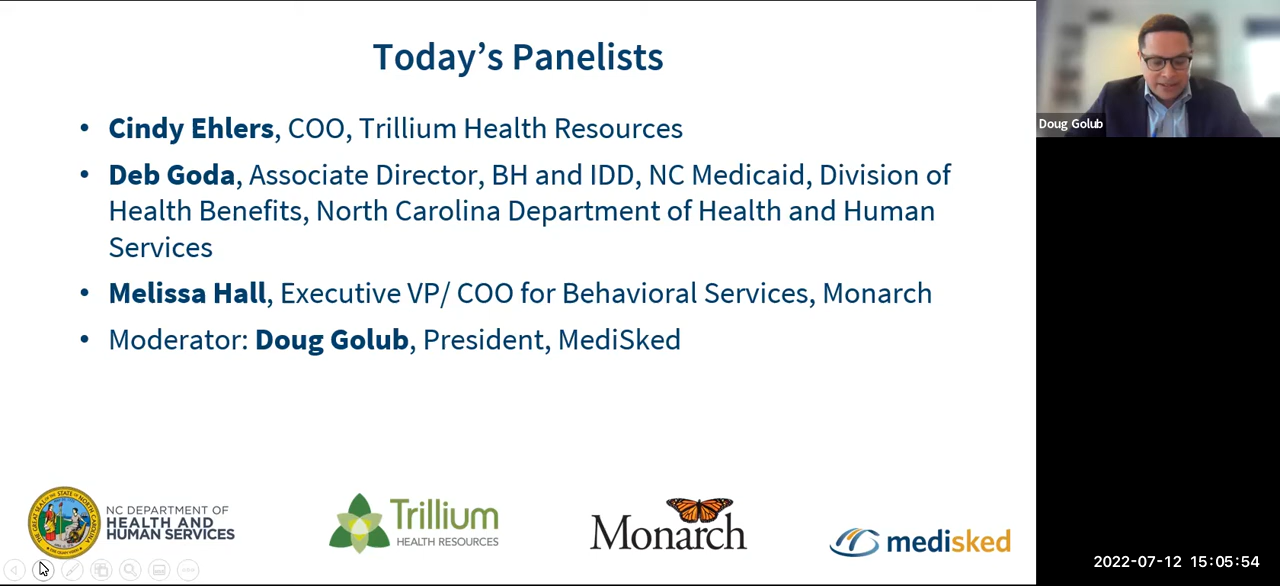 Today’s Panelists
• Cindy Ehlers, COO, Trillium Health Resources
• Deb Goda, Associate Director, BH and IDD, NC Medicaid, Division of
Health Benefits, North Carolina Department of Health and Human
Services
• Melissa Hall, Executive VP/ COO for Behavioral Services, Monarch
• Moderator: Doug Golub, President, MediSked
Doug Golub
NC DEPARTMENT OF
HEALTH AND
HUMAN SERVICES
Trillium
HEALTH RESOURCES
Monarch
medisked
2022-07-12 15:05:54